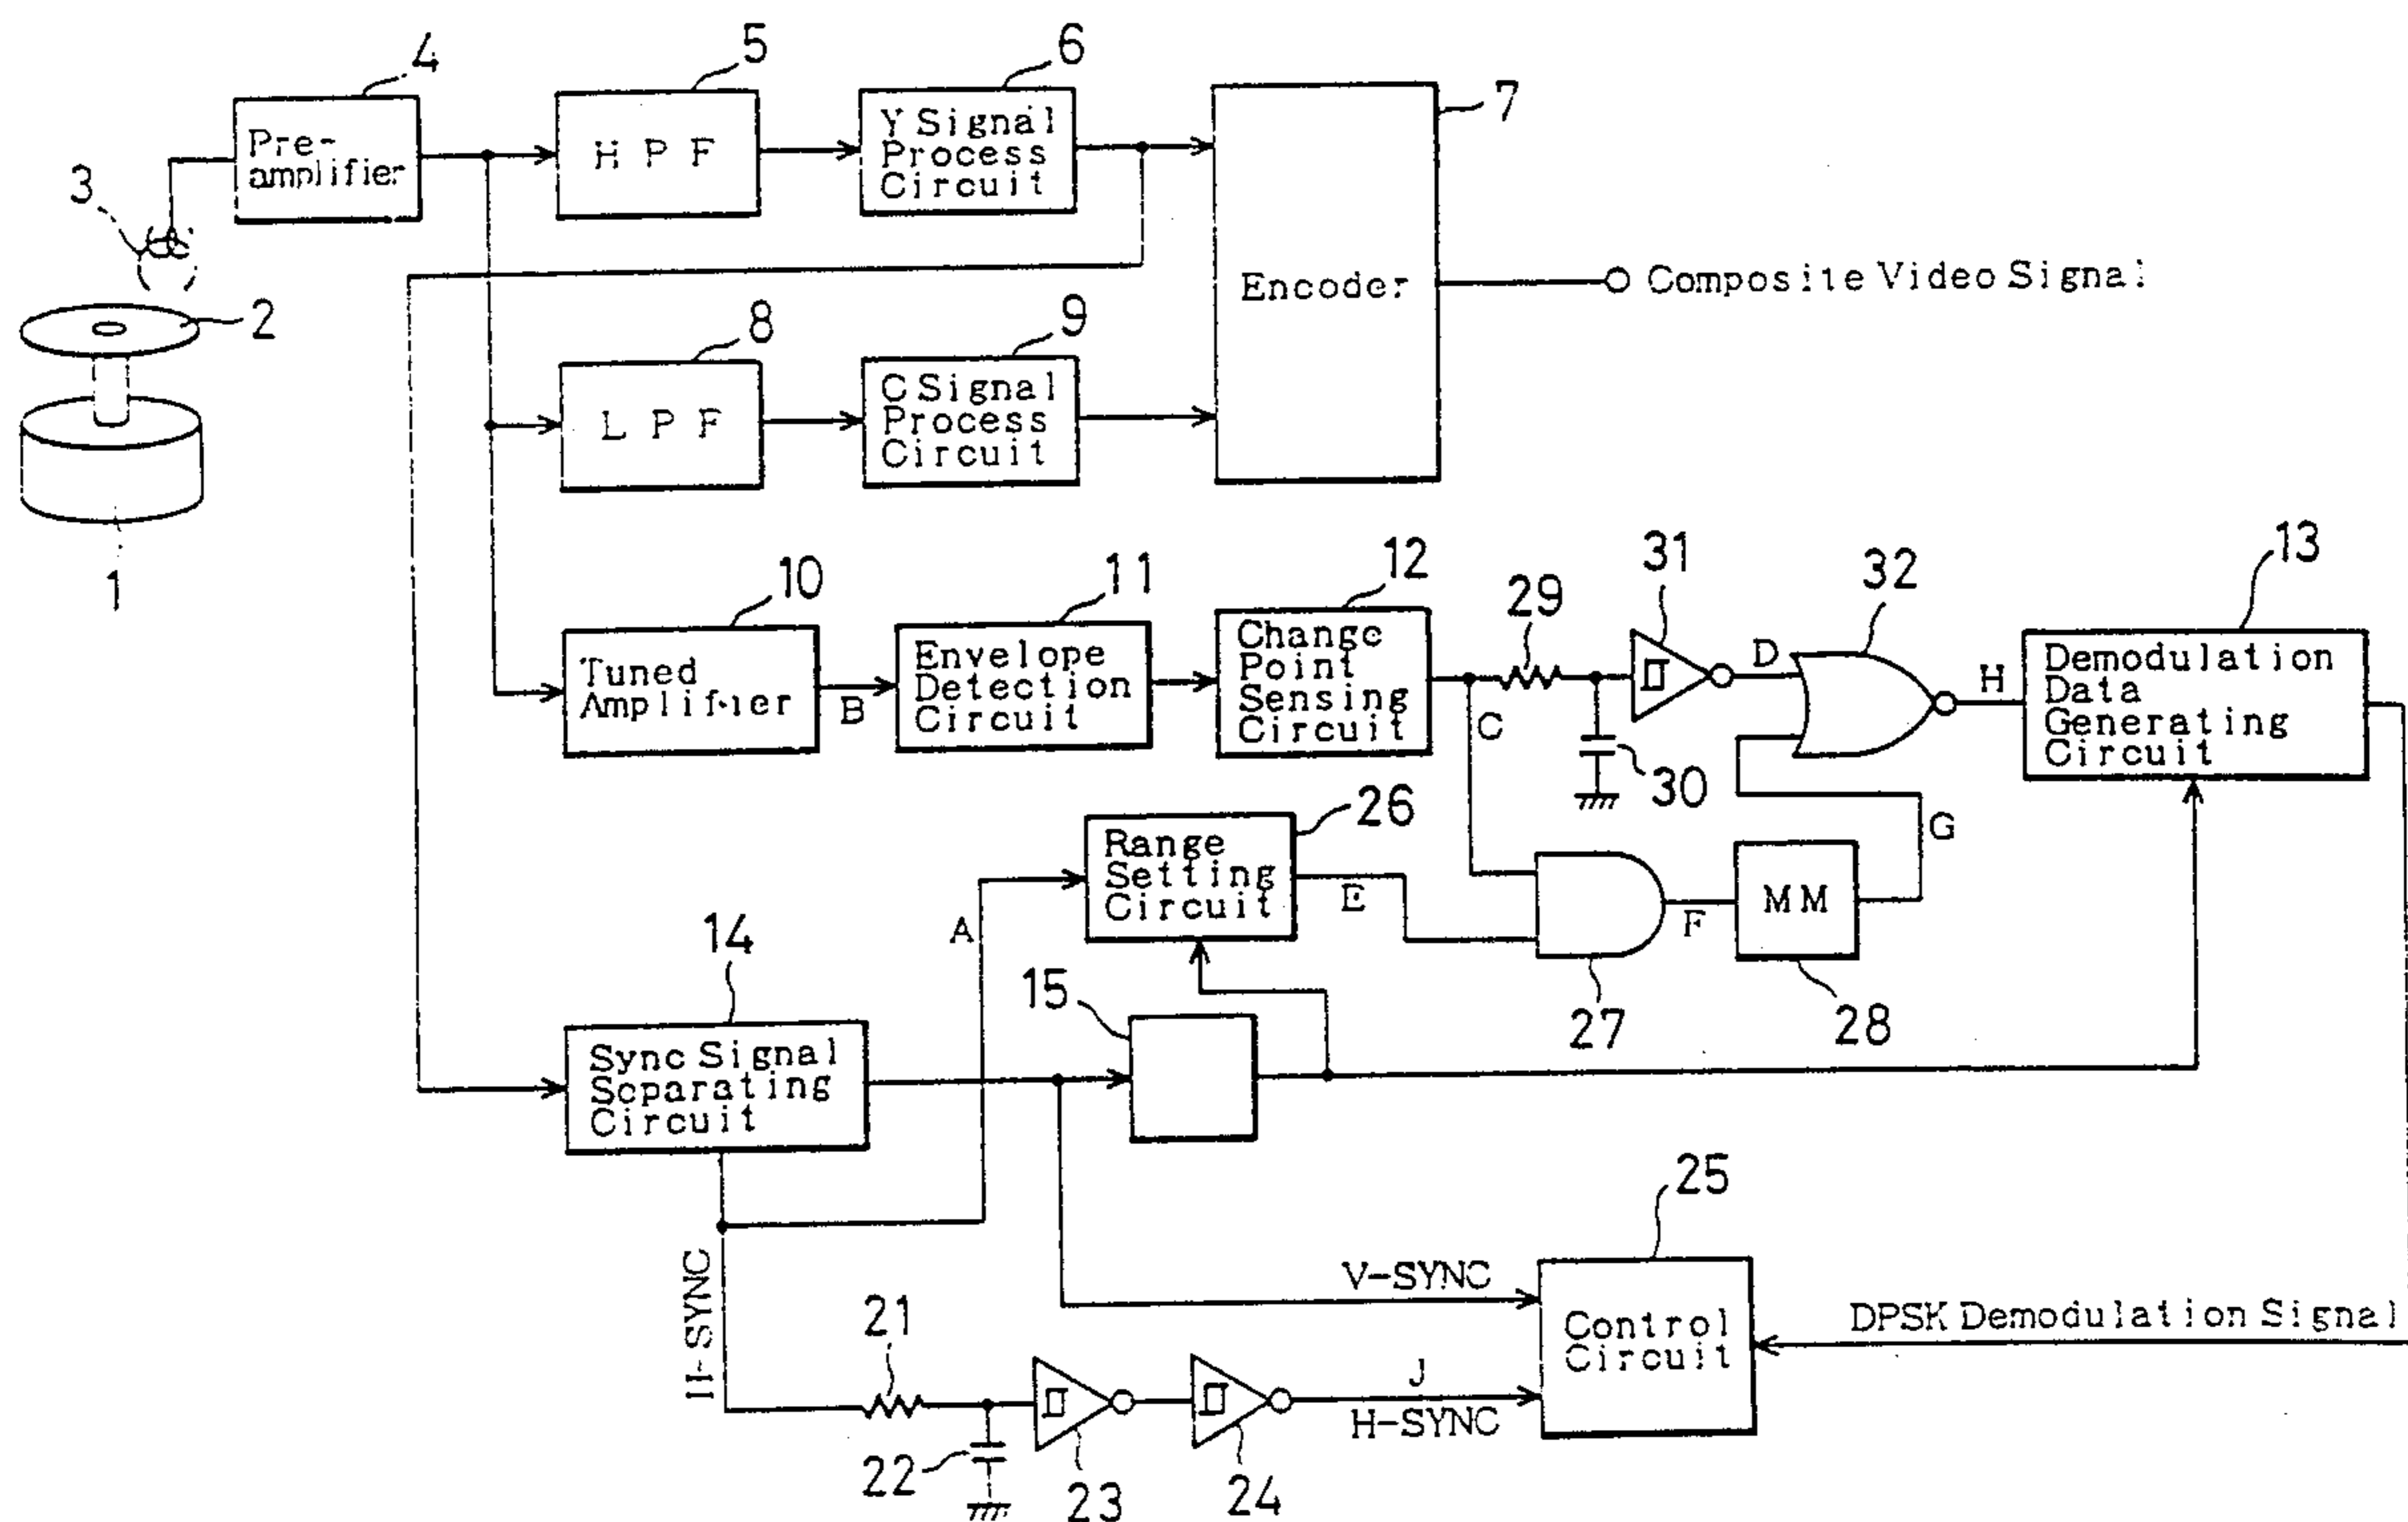 4
5
6
7
Pre-
amplifier
H P F
Y Signal
Process
Circuit
3
Encoder
Composite Video Signal
2
8
9
L P F
C Signal
Process
Circuit
1
10
11
12
29
31
32
13
Tuned
Amplifier
B
Envelope
Detection
Circuit
Change
Point
Sensing
Circuit
C
D
H
Demodulation
Data
Generating
Circuit
30
26
Range
Setting
Circuit
E
G
F
MM
A
14
15
27
28
Sync Signal
Separating
Circuit
25
H-SYNC
V-SYNC
21
Control
Circuit
DPSK Demodulation Signal
J
H-SYNC
22
23
24